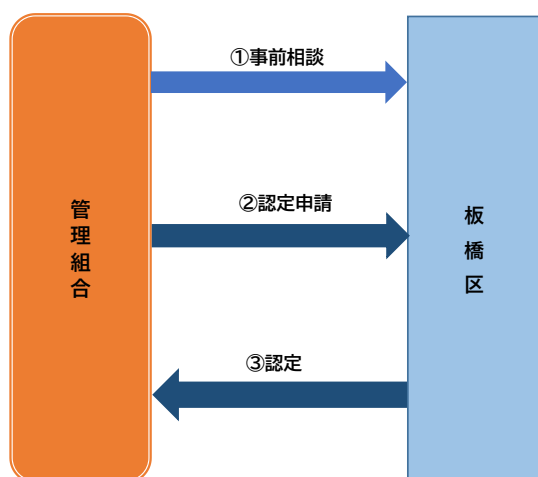 ①事前相談
②認定申請
管理組合
板橋区
③認定